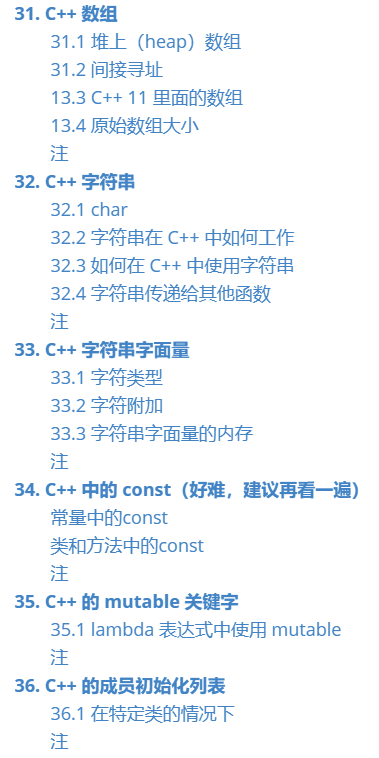 31. C++ 数组
31.1 堆上（heap）数组
31.2 间接寻址
13.3 C++ 11 里面的数组
13.4 原始数组大小
注
32. C++ 字符串
32.1 char
32.2 字符串在 C++ 中如何工作
32.3 如何在 C++ 中使用字符串
32.4 字符串传递给其他函数
注
33. C++ 字符串字面量
33.1 字符类型
33.2 字符附加
33.3 字符串字面量的内存
注
34. C++ 中的 const（好难，建议再看一遍）
常量中的const
类和方法中的const
注
35. C++ 的 mutable 关键字
35.1 lambda 表达式中使用 mutable
注
36. C++ 的成员初始化列表
36.1 在特定类的情况下
注